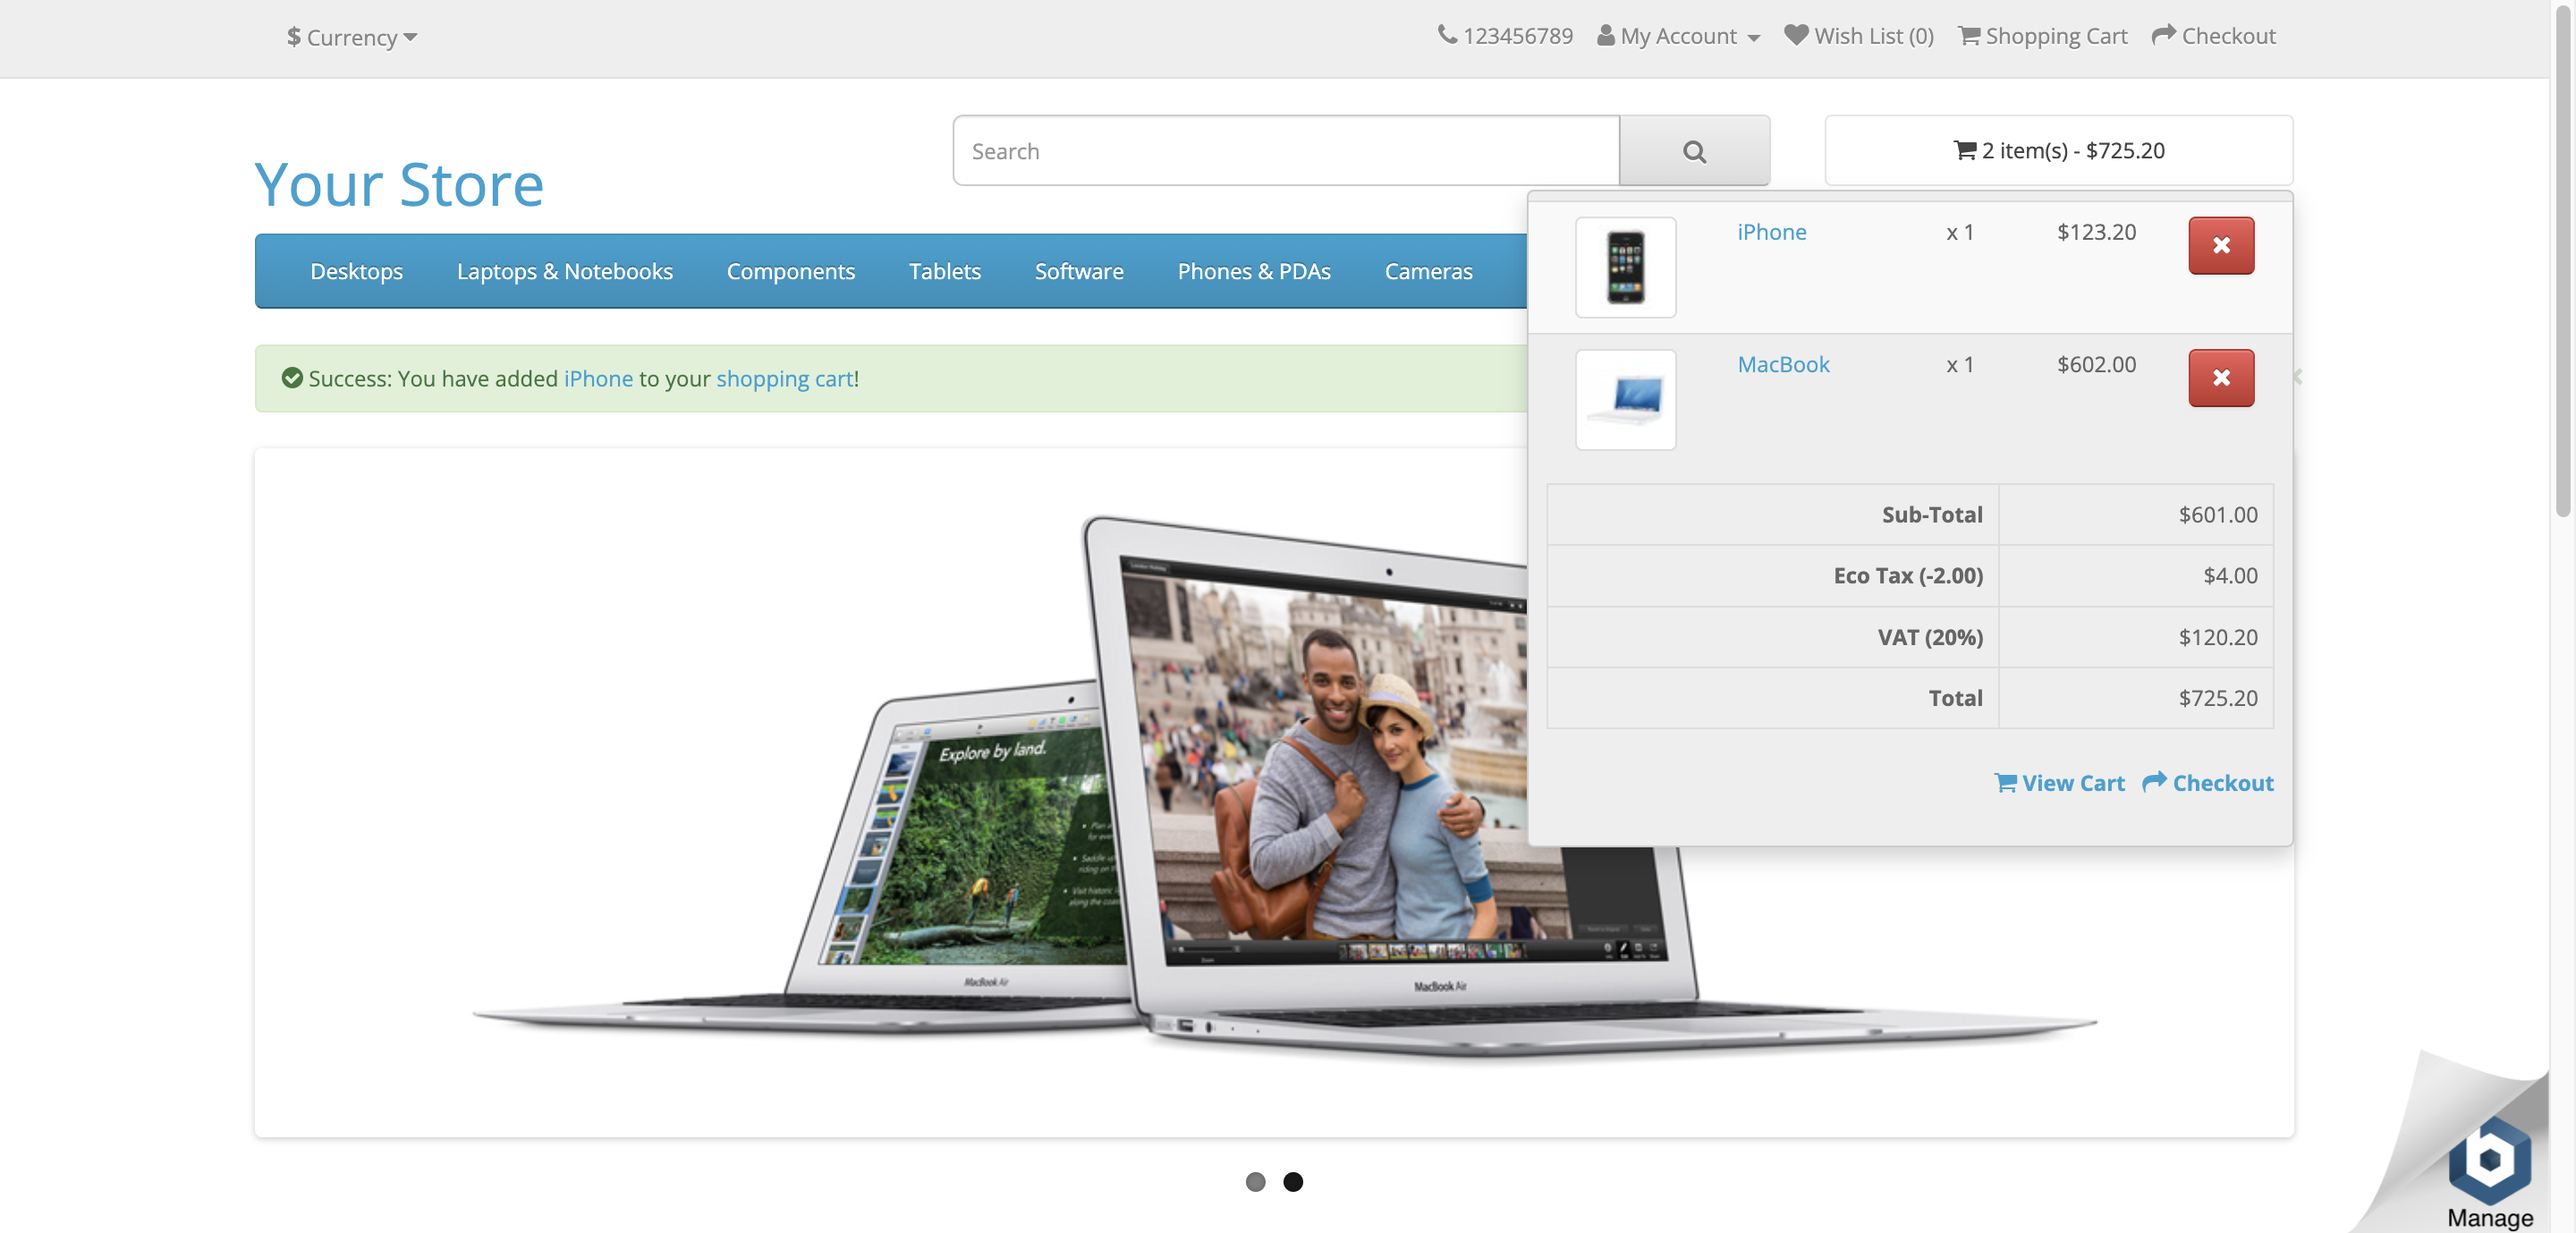 $ Currency
123456789 My Account Wish List (0) Shopping Cart Checkout
Your Store
Search
2 item(s) - $725.20
Desktops Laptops & Notebooks Components Tablets Software Phones & PDAs Cameras
iPhone x 1 $123.20
MacBook x 1 $602.00
Success: You have added iPhone to your shopping cart!
Sub-Total $601.00
Eco Tax (-2.00) $4.00
VAT (20%) $120.20
Total $725.20
View Cart Checkout
Explore by land.
MacBook Air
MacBook Air
Manage